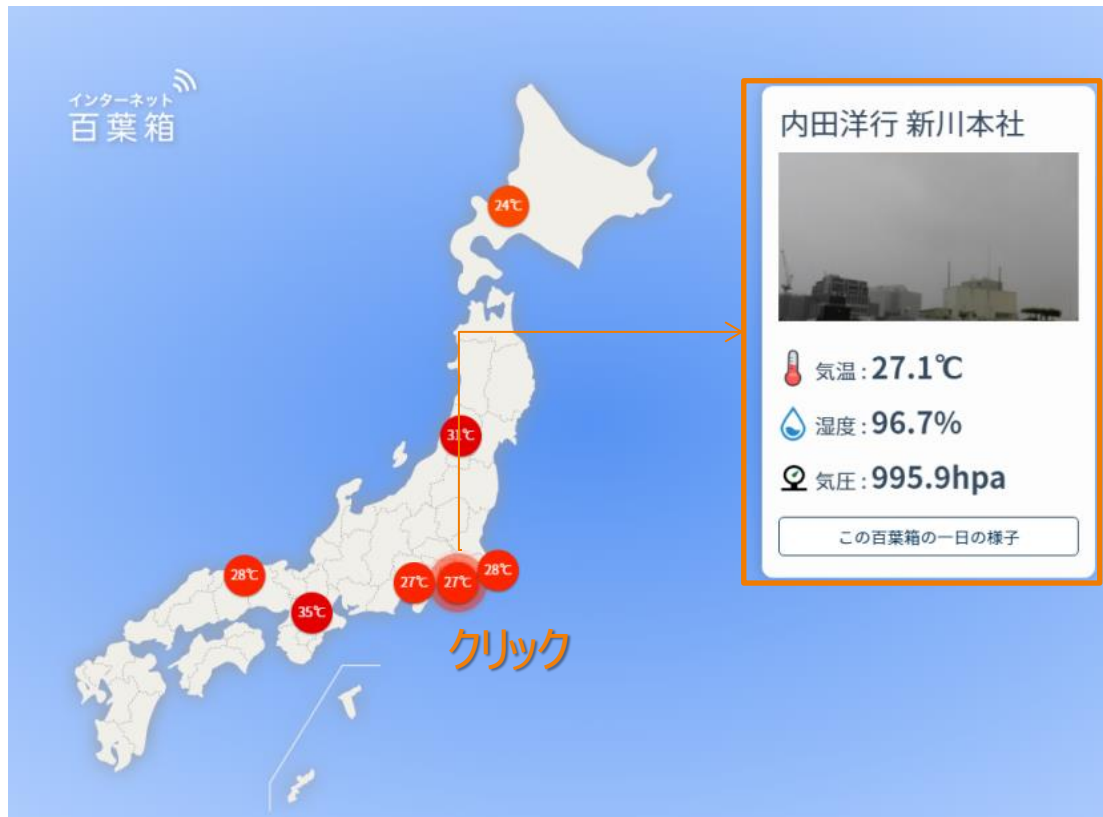 インターネット
百葉箱
24℃
31℃
28℃
35℃
27℃
27℃
28℃
クリック
内田洋行 新川本社
気温 : 27.1℃
湿度 : 96.7%
気圧 : 995.9hpa
この百葉箱の一日の様子